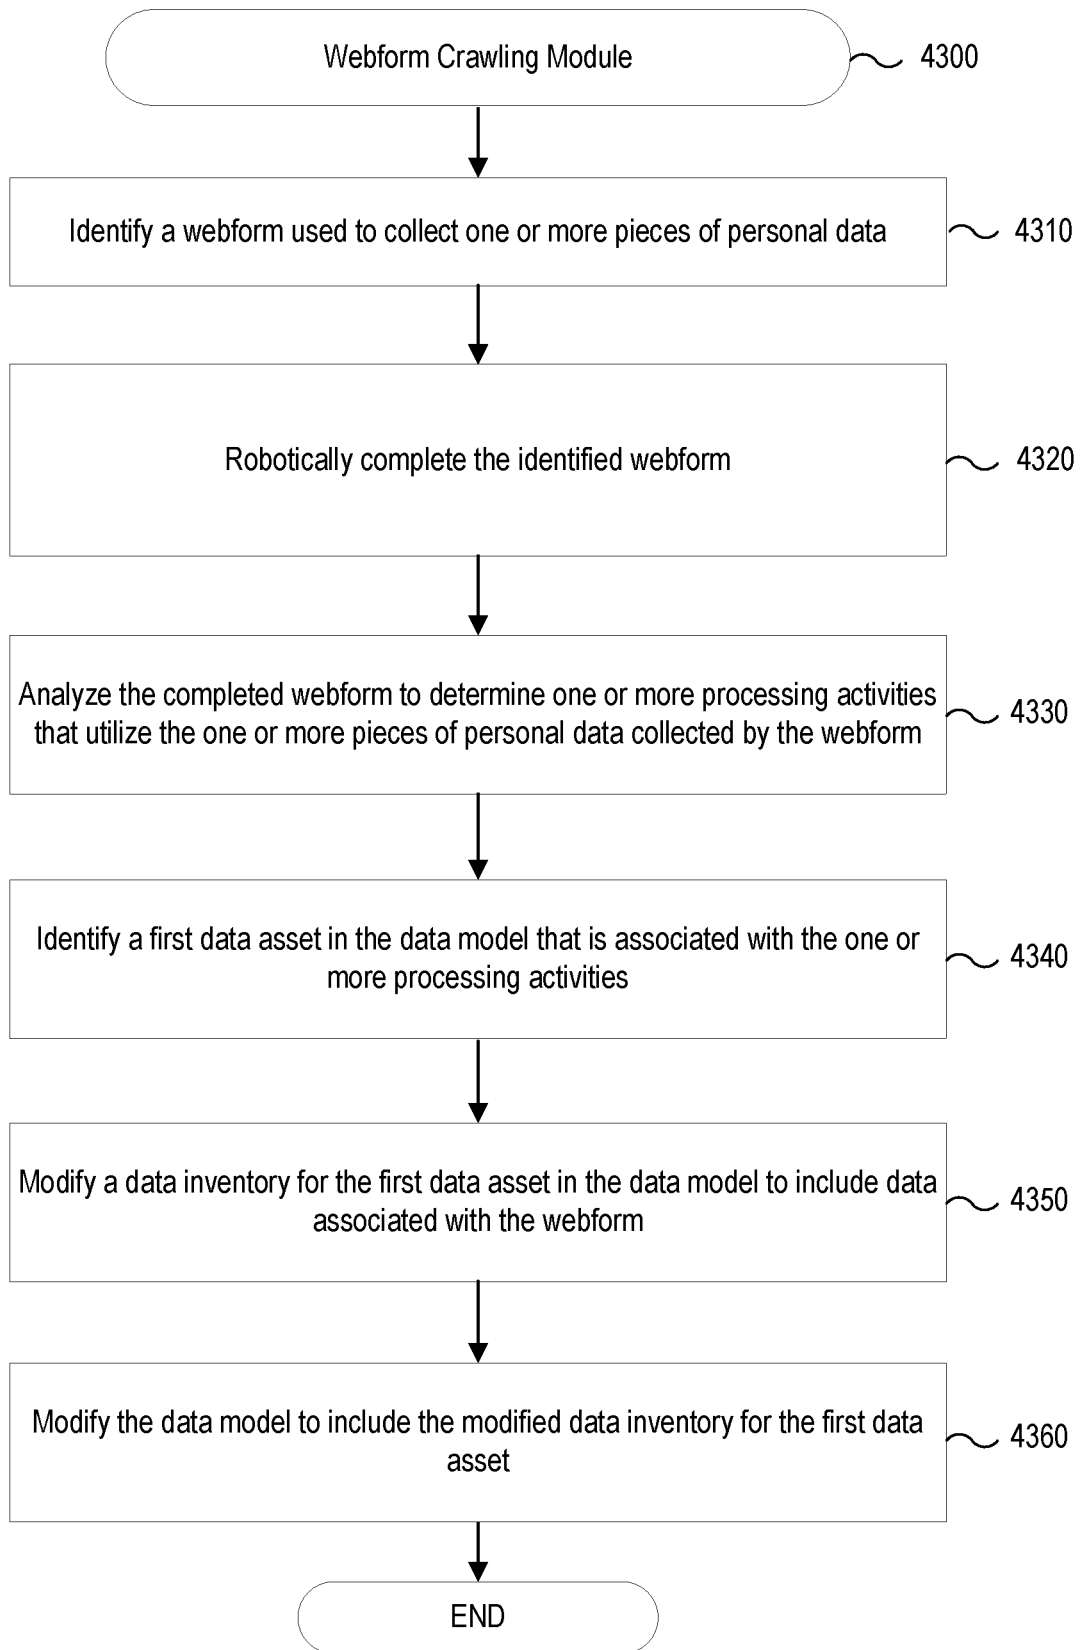 Webform Crawling Module
4300
Identify a webform used to collect one or more pieces of personal data
4310
Robotically complete the identified webform
4320
Analyze the completed webform to determine one or more processing activities
that utilize the one or more pieces of personal data collected by the webform
4330
Identify a first data asset in the data model that is associated with the one or
more processing activities
4340
Modify a data inventory for the first data asset in the data model to include data
associated with the webform
4350
Modify the data model to include the modified data inventory for the first data
asset
4360
END